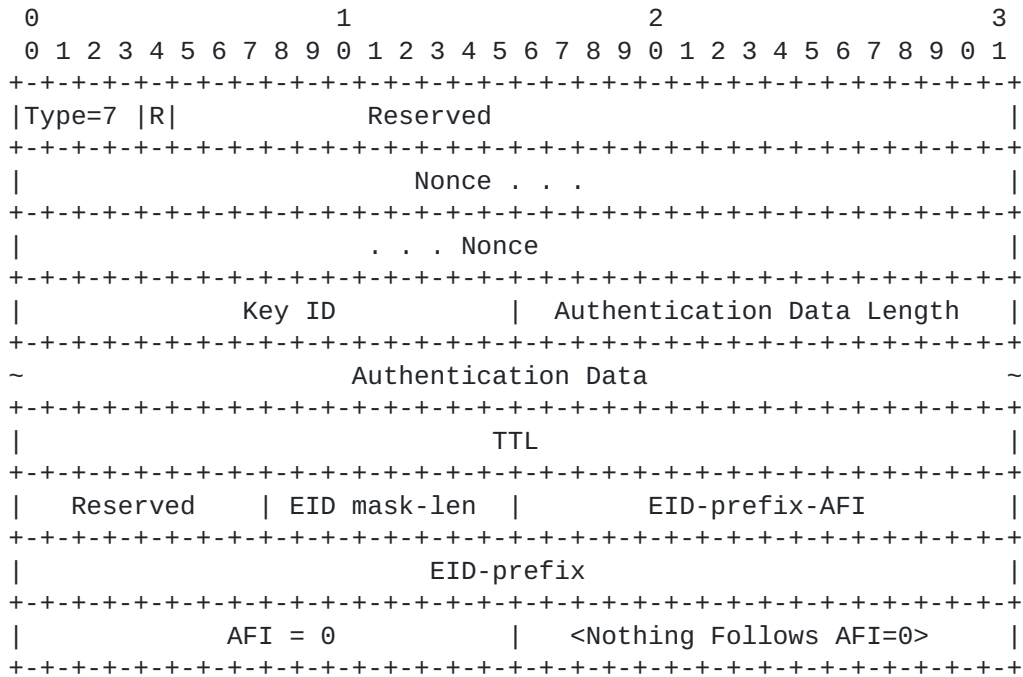 0                   1                   2                   3
 0 1 2 3 4 5 6 7 8 9 0 1 2 3 4 5 6 7 8 9 0 1 2 3 4 5 6 7 8 9 0 1
+-+-+-+-+-+-+-+-+-+-+-+-+-+-+-+-+-+-+-+-+-+-+-+-+-+-+-+-+-+-+-+-+
|Type=7 |R|            Reserved                                 |
+-+-+-+-+-+-+-+-+-+-+-+-+-+-+-+-+-+-+-+-+-+-+-+-+-+-+-+-+-+-+-+-+
|                         Nonce . . .                           |
+-+-+-+-+-+-+-+-+-+-+-+-+-+-+-+-+-+-+-+-+-+-+-+-+-+-+-+-+-+-+-+-+
|                      . . . Nonce                              |
+-+-+-+-+-+-+-+-+-+-+-+-+-+-+-+-+-+-+-+-+-+-+-+-+-+-+-+-+-+-+-+-+
|              Key ID           |  Authentication Data Length   |
+-+-+-+-+-+-+-+-+-+-+-+-+-+-+-+-+-+-+-+-+-+-+-+-+-+-+-+-+-+-+-+-+
~                     Authentication Data                       ~
+-+-+-+-+-+-+-+-+-+-+-+-+-+-+-+-+-+-+-+-+-+-+-+-+-+-+-+-+-+-+-+-+
|                              TTL                              |
+-+-+-+-+-+-+-+-+-+-+-+-+-+-+-+-+-+-+-+-+-+-+-+-+-+-+-+-+-+-+-+-+
|   Reserved    | EID mask-len  |        EID-prefix-AFI         |
+-+-+-+-+-+-+-+-+-+-+-+-+-+-+-+-+-+-+-+-+-+-+-+-+-+-+-+-+-+-+-+-+
|                          EID-prefix                           |
+-+-+-+-+-+-+-+-+-+-+-+-+-+-+-+-+-+-+-+-+-+-+-+-+-+-+-+-+-+-+-+-+
|             AFI = 0           |   <Nothing Follows AFI=0>     |
+-+-+-+-+-+-+-+-+-+-+-+-+-+-+-+-+-+-+-+-+-+-+-+-+-+-+-+-+-+-+-+-+